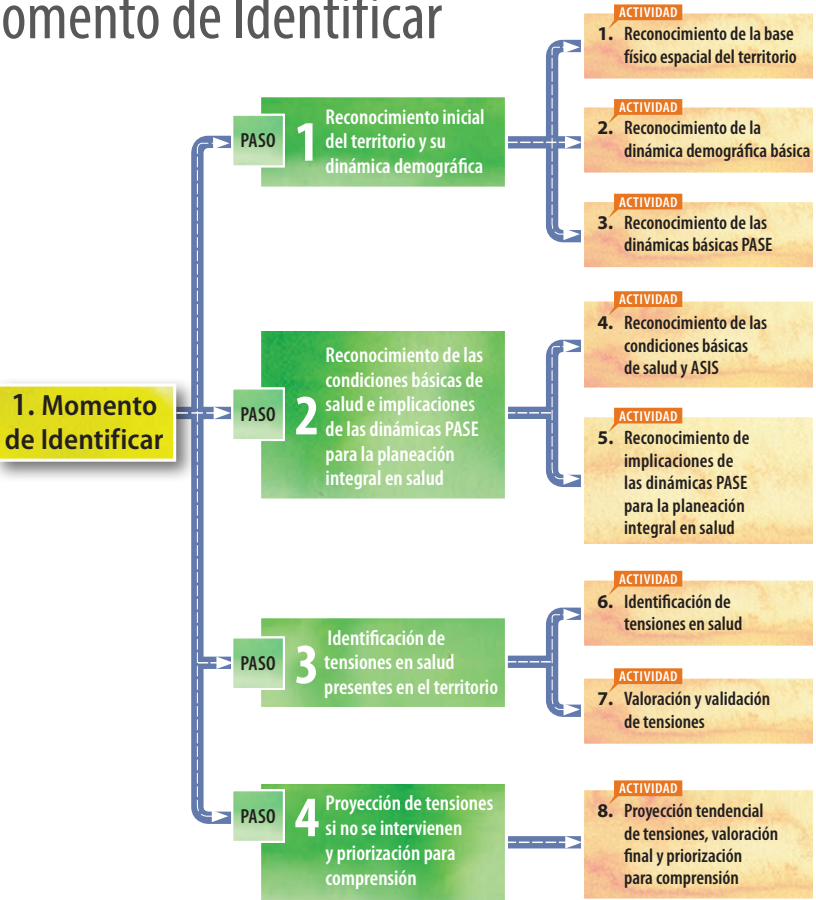 omento de Identificar
1. Momento
de Identificar
PASO
1
Reconocimiento inicial
del territorio y su
dinámica demográfica
ACTIVIDAD
1. Reconocimiento de la base
físico espacial del territorio
ACTIVIDAD
2. Reconocimiento de la
dinámica demográfica básica
ACTIVIDAD
3. Reconocimiento de las
dinámicas básicas PASE
PASO
2
Reconocimiento de las
condiciones básicas de
salud e implicaciones
de las dinámicas PASE
para la planeación
integral en salud
ACTIVIDAD
4. Reconocimiento de las
condiciones básicas
de salud y ASIS
ACTIVIDAD
5. Reconocimiento de
implicaciones de
las dinámicas PASE
para la planeación
integral en salud
PASO
3
Identificación de
tensiones en salud
presentes en el territorio
ACTIVIDAD
6. Identificación de
tensiones en salud
ACTIVIDAD
7. Valoración y validación
de tensiones
PASO
4
Proyección de tensiones
si no se intervienen
y priorización para
comprensión
ACTIVIDAD
8. Proyección tendencial
de tensiones, valoración
final y priorización
para comprensión